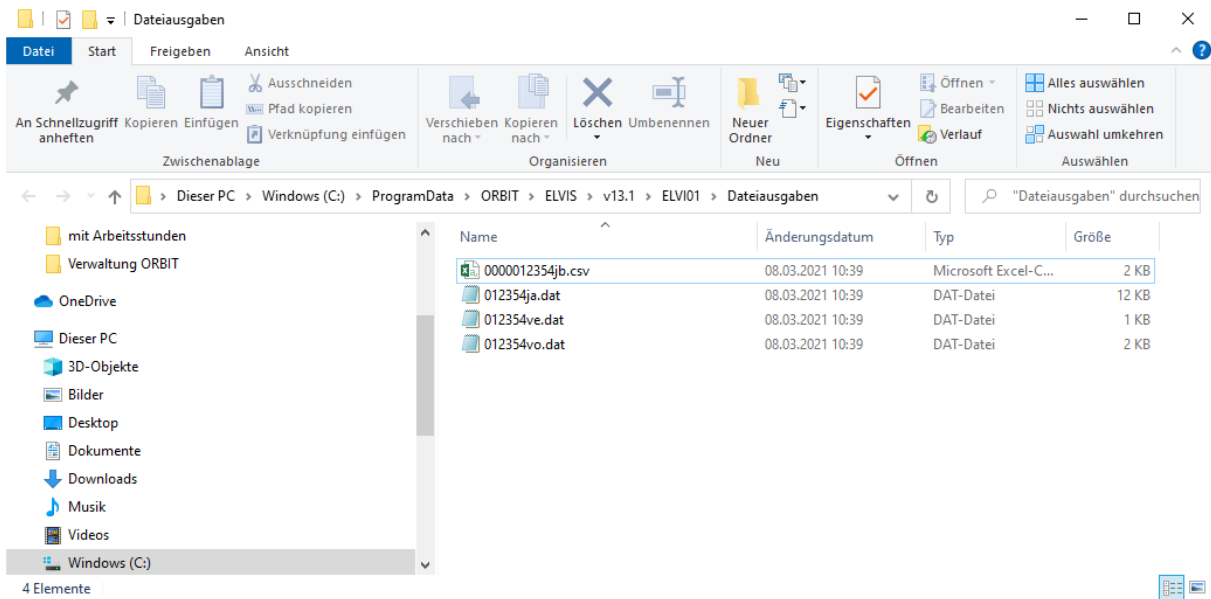 Dateiausgaben
Datei Start Freigeben Ansicht
An Schnellzugriff anheften
Kopieren
Einfügen
Ausschneiden
Pfad kopieren
Verknüpfung einfügen
Zwischenablage
Verschieben nach
Kopieren nach
Löschen
Umbenennen
Organisieren
Neuer Ordner
Neu
Eigenschaften
Öffnen
Bearbeiten
Verlauf
Öffnen
Alles auswählen
Nichts auswählen
Auswahl umkehren
Auswählen
Dieser PC > Windows (C:) > ProgramData > ORBIT > ELVIS > v13.1 > ELVI01 > Dateiausgaben
"Dateiausgaben" durchsuchen
mit Arbeitsstunden
Verwaltung ORBIT
OneDrive
Dieser PC
3D-Objekte
Bilder
Desktop
Dokumente
Downloads
Musik
Videos
Windows (C:)
Name Änderungsdatum Typ Größe
0000012354jb.csv 08.03.2021 10:39 Microsoft Excel-C... 2 KB
012354ja.dat 08.03.2021 10:39 DAT-Datei 12 KB
012354ve.dat 08.03.2021 10:39 DAT-Datei 1 KB
012354vo.dat 08.03.2021 10:39 DAT-Datei 2 KB
4 Elemente